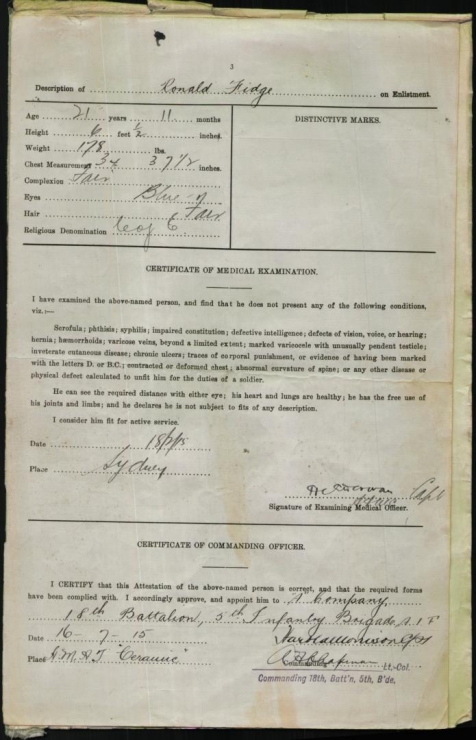 3
Description of Ronald Fidge on Enlistment.
Age 21 years 11 months
Height 6 feet ½ inches.
Weight 178 lbs.
Chest Measurement 34 37½ inches.
Complexion Fair
Eyes Blue
Hair Fair
Religious Denomination C of E
DISTINCTIVE MARKS.
CERTIFICATE OF MEDICAL EXAMINATION.
I have examined the above-named person, and find that he does not present any of the following conditions,
viz.:—
Scrofula; phthisis; syphilis; impaired constitution; defective intelligence; defects of vision, voice, or hearing;
hernia; hæmorrhoids; varicose veins, beyond a limited extent; marked varicocele with unusually pendent testicle;
inveterate cutaneous disease; chronic ulcers; traces of corporal punishment, or evidence of having been marked
with the letters D. or B.C.; contracted or deformed chest; abnormal curvature of spine; or any other disease or
physical defect calculated to unfit him for the duties of a soldier.
He can see the required distance with either eye; his heart and lungs are healthy; he has the free use of
his joints and limbs; and he declares he is not subject to fits of any description.
I consider him fit for active service.
Date
Place Sydney
Capt
Signature of Examining Medical Officer.
CERTIFICATE OF COMMANDING OFFICER.
I CERTIFY that this Attestation of the above-named person is correct, and that the required forms
have been complied with. I accordingly approve, and appoint him to A Company
18th Battalion, 5th Infantry Brigade A.I.F
Date 16-7-15
Place H.M.A.T "Ceramic"
Commanding
Chapman Lt.-Col.
Commanding 18th. Batt'n, 5th, B'de,